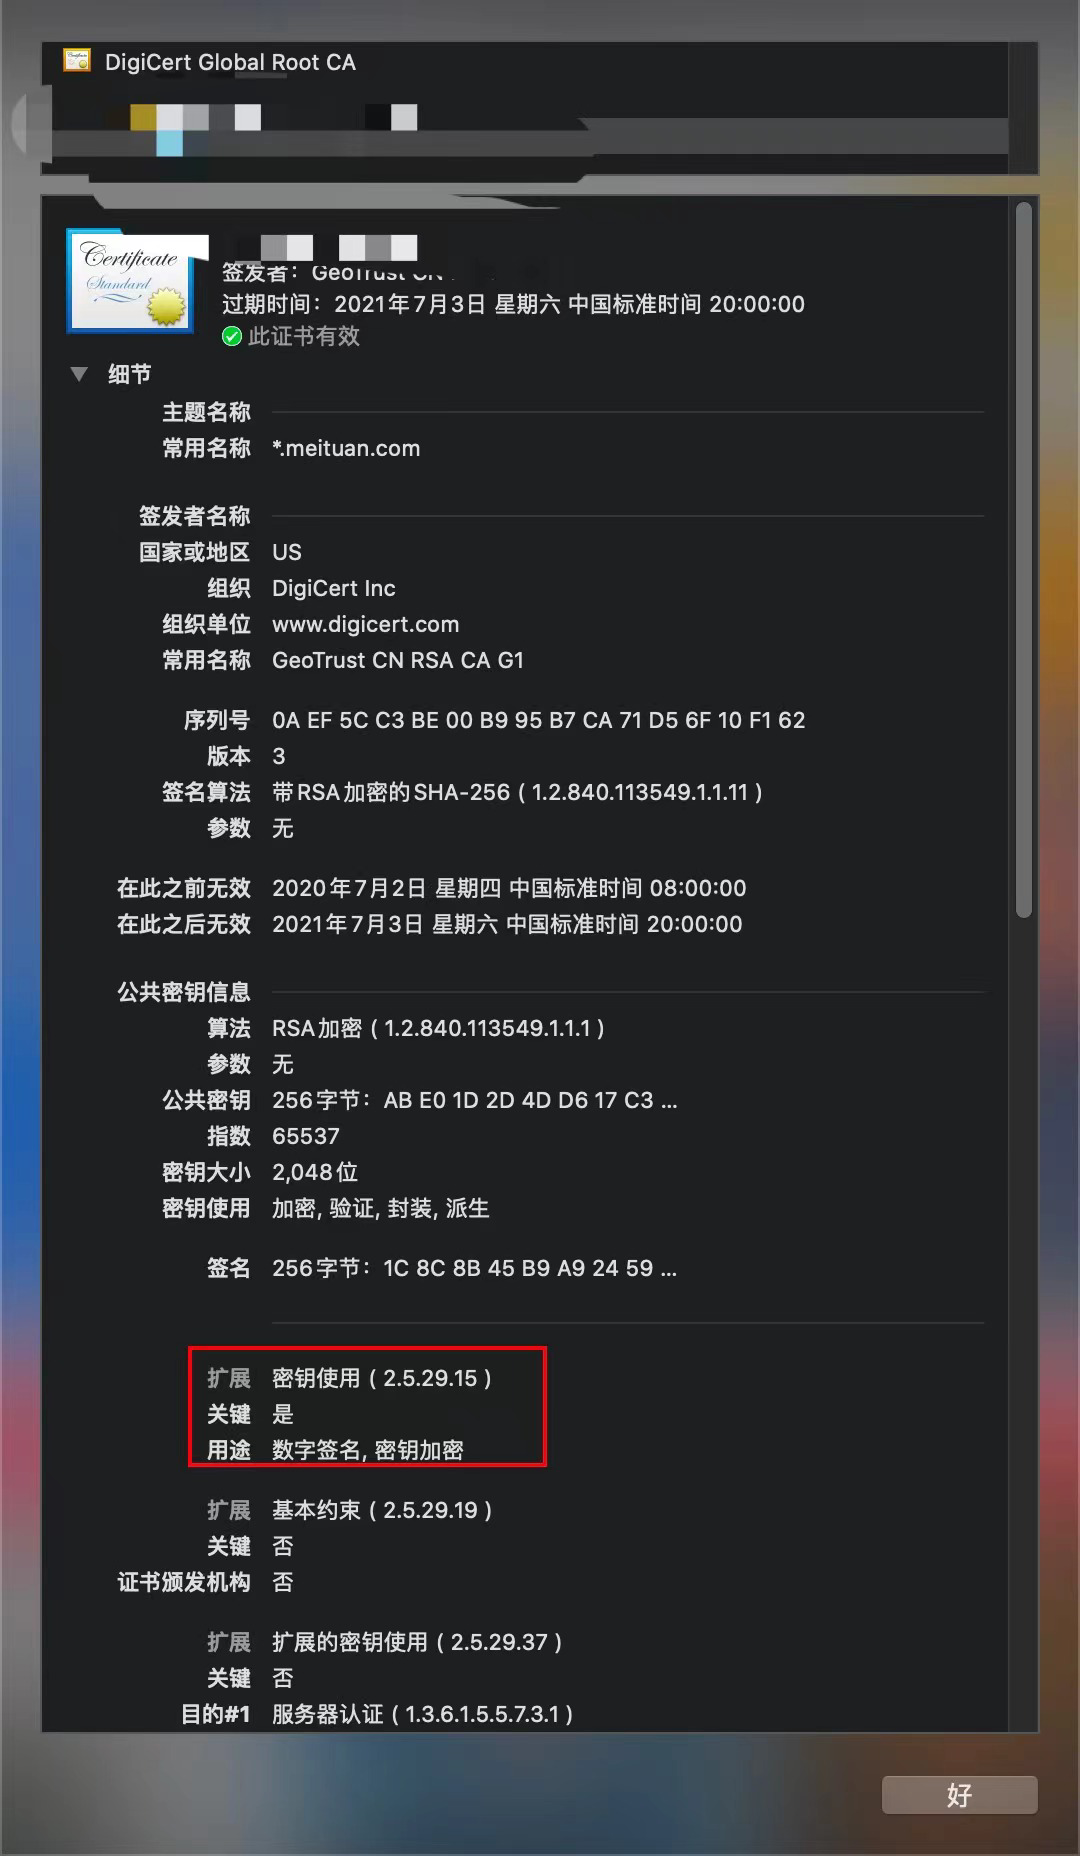 DigiCert Global Root CA
Certificate
Standard
签发者：GeoTrust CN
过期时间：2021年7月3日 星期六 中国标准时间 20:00:00
此证书有效
细节
主题名称
常用名称 *.meituan.com
签发者名称
国家或地区 US
组织 DigiCert Inc
组织单位 www.digicert.com
常用名称 GeoTrust CN RSA CA G1
序列号 0A EF 5C C3 BE 00 B9 95 B7 CA 71 D5 6F 10 F1 62
版本 3
签名算法 带RSA加密的SHA-256 ( 1.2.840.113549.1.1.11 )
参数 无
在此之前无效 2020年7月2日 星期四 中国标准时间 08:00:00
在此之后无效 2021年7月3日 星期六 中国标准时间 20:00:00
公共密钥信息
算法 RSA加密 ( 1.2.840.113549.1.1.1 )
参数 无
公共密钥 256字节：AB E0 1D 2D 4D D6 17 C3 ...
指数 65537
密钥大小 2,048位
密钥使用 加密, 验证, 封装, 派生
签名 256字节：1C 8C 8B 45 B9 A9 24 59 ...
扩展 密钥使用 ( 2.5.29.15 )
关键 是
用途 数字签名, 密钥加密
扩展 基本约束 ( 2.5.29.19 )
关键 否
证书颁发机构 否
扩展 扩展的密钥使用 ( 2.5.29.37 )
关键 否
目的#1 服务器认证 ( 1.3.6.1.5.5.7.3.1 )
好